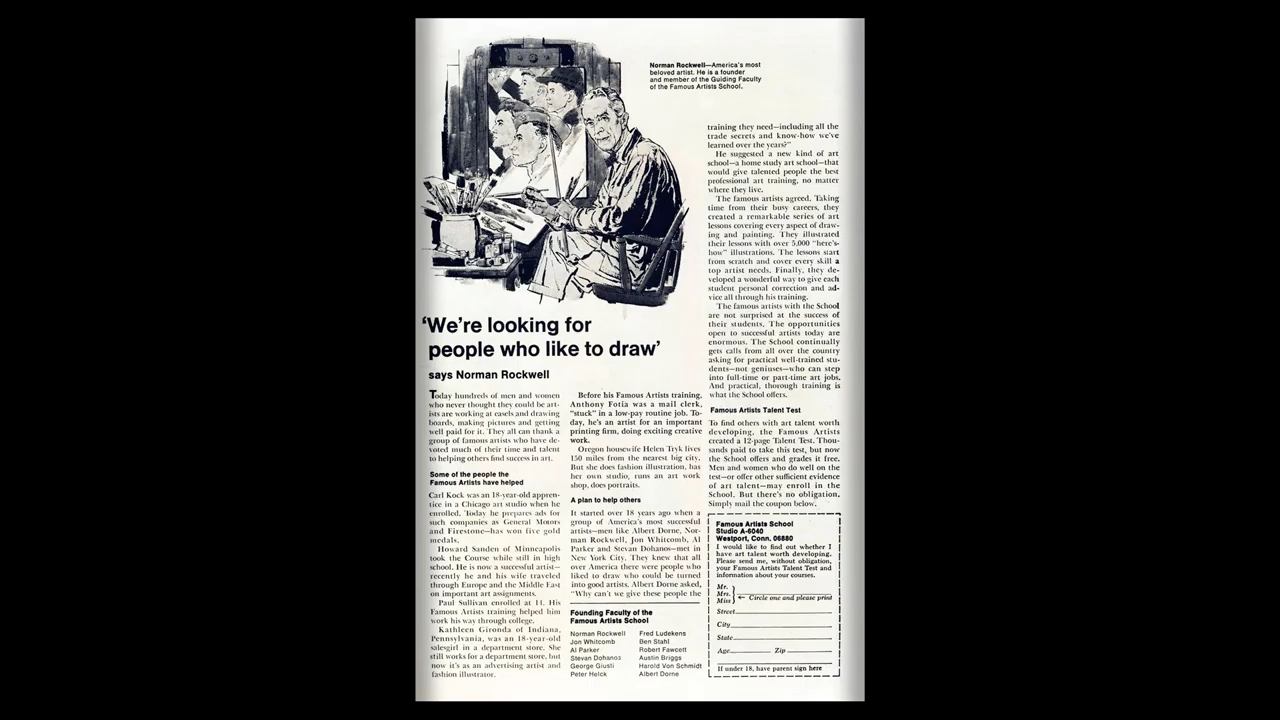 Norman Rockwell—America's most
beloved artist. He is a founder
and member of the Guiding Faculty
of the Famous Artists School.
'We're looking for
people who like to draw'
says Norman Rockwell
Today hundreds of men and women
who never thought they could be art-
ists are working at easels and drawing
boards, making pictures and getting
well paid for it. They all can thank a
group of famous artists who have de-
voted much of their time and talent
to helping others find success in art.
Some of the people the
Famous Artists have helped
Carl Kock was an 18-year-old appren-
tice in a Chicago art studio when he
enrolled. Today he prepares ads for
such companies as General Motors
and Firestone—has won five gold
medals.
Howard Sanden of Minneapolis
took the Course while still in high
school. He is now a successful artist—
recently he and his wife traveled
through Europe and the Middle East
on important art assignments.
Paul Sullivan enrolled at 14. His
Famous Artists training helped him
work his way through college.
Kathleen Gironda of Indiana,
Pennsylvania, was an 18-year-old
salesgirl in a department store. She
still works for a department store, but
now it's as an advertising artist and
fashion illustrator.
Before his Famous Artists training,
Anthony Fotia was a mail clerk,
"stuck" in a low-pay routine job. To-
day, he's an artist for an important
printing firm, doing exciting creative
work.
Oregon housewife Helen Tryk lives
150 miles from the nearest big city.
But she does fashion illustration, has
her own studio, runs an art work
shop, does portraits.
A plan to help others
It started over 18 years ago when a
group of America's most successful
artists—men like Albert Dorne, Nor-
man Rockwell, Jon Whitcomb, Al
Parker and Stevan Dohanos—met in
New York City. They knew that all
over America there were people who
liked to draw who could be turned
into good artists. Albert Dorne asked,
"Why can't we give these people the
Founding Faculty of the
Famous Artists School
Norman Rockwell
Jon Whitcomb
Al Parker
Stevan Dohanos
George Giusti
Peter Helck
Fred Ludekens
Ben Stahl
Robert Fawcett
Austin Briggs
Harold Von Schmidt
Albert Dorne
training they need—including all the
trade secrets and know-how we've
learned over the years?"
He suggested a new kind of art
school—a home study art school—that
would give talented people the best
professional art training, no matter
where they live.
The famous artists agreed. Taking
time from their busy careers, they
created a remarkable series of art
lessons covering every aspect of draw-
ing and painting. They illustrated
their lessons with over 5,000 "here's-
how" illustrations. The lessons start
from scratch and cover every skill a
top artist needs. Finally, they de-
veloped a wonderful way to give each
student personal correction and ad-
vice all through his training.
The famous artists with the School
are not surprised at the success of
their students. The opportunities
open to successful artists today are
enormous. The School continually
gets calls from all over the country
asking for practical well-trained stu-
dents—not geniuses—who can step
into full-time or part-time art jobs.
And practical, thorough training is
what the School offers.
Famous Artists Talent Test
To find others with art talent worth
developing, the Famous Artists
created a 12-page Talent Test. Thou-
sands paid to take this test, but now
the School offers and grades it free.
Men and women who do well on the
test—or offer other sufficient evidence
of art talent—may enroll in the
School. But there's no obligation.
Simply mail the coupon below.
Famous Artists School
Studio A-6040
Westport, Conn. 06880
I would like to find out whether I
have art talent worth developing.
Please send me, without obligation,
your Famous Artists Talent Test and
information about your courses.
Mr.
Mrs.
Miss
← Circle one and please print
Street
City
State
Age Zip
If under 18, have parent sign here